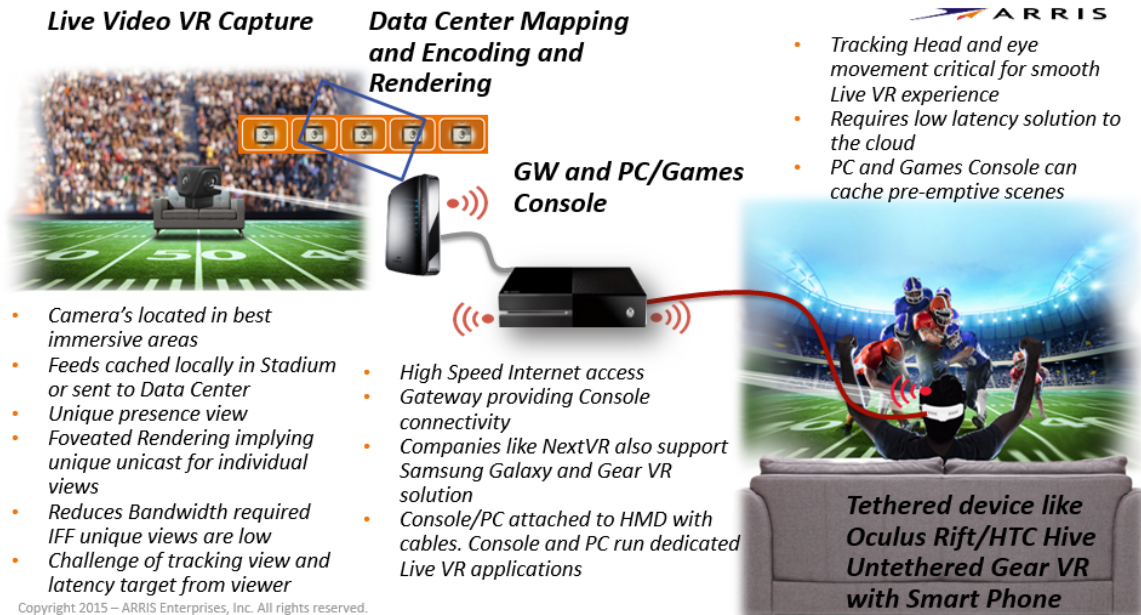 Live Video VR Capture
Data Center Mapping
and Encoding and
Rendering
ARRIS
• Tracking Head and eye
movement critical for smooth
Live VR experience
• Requires low latency solution to
the cloud
• PC and Games Console can
cache pre-emptive scenes
GW and PC/Games
Console
• Camera's located in best
immersive areas
• Feeds cached locally in Stadium
or sent to Data Center
• Unique presence view
• Foveated Rendering implying
unique unicast for individual
views
• Reduces Bandwidth required
IFF unique views are low
• Challenge of tracking view and
latency target from viewer
• High Speed Internet access
• Gateway providing Console
connectivity
• Companies like NextVR also support
Samsung Galaxy and Gear VR
solution
• Console/PC attached to HMD with
cables. Console and PC run dedicated
Live VR applications
Tethered device like
Oculus Rift/HTC Hive
Untethered Gear VR
with Smart Phone
Copyright 2015 – ARRIS Enterprises, Inc. All rights reserved.
50
40